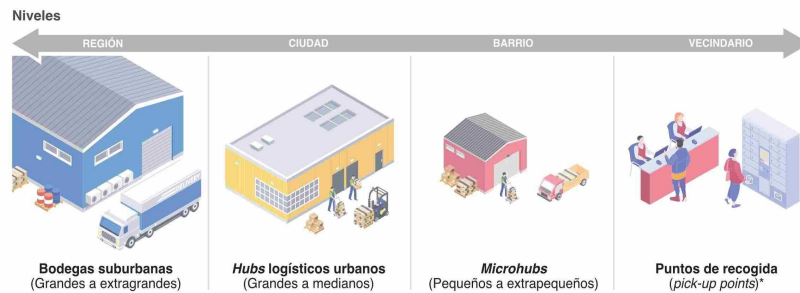 Niveles
REGIÓN
CIUDAD
BARRIO
VECINDARIO
Bodegas suburbanas
(Grandes a extragrandes)
Hubs logísticos urbanos
(Grandes a medianos)
Microhubs
(Pequeños a extrapequeños)
Puntos de recogida
(pick-up points)*